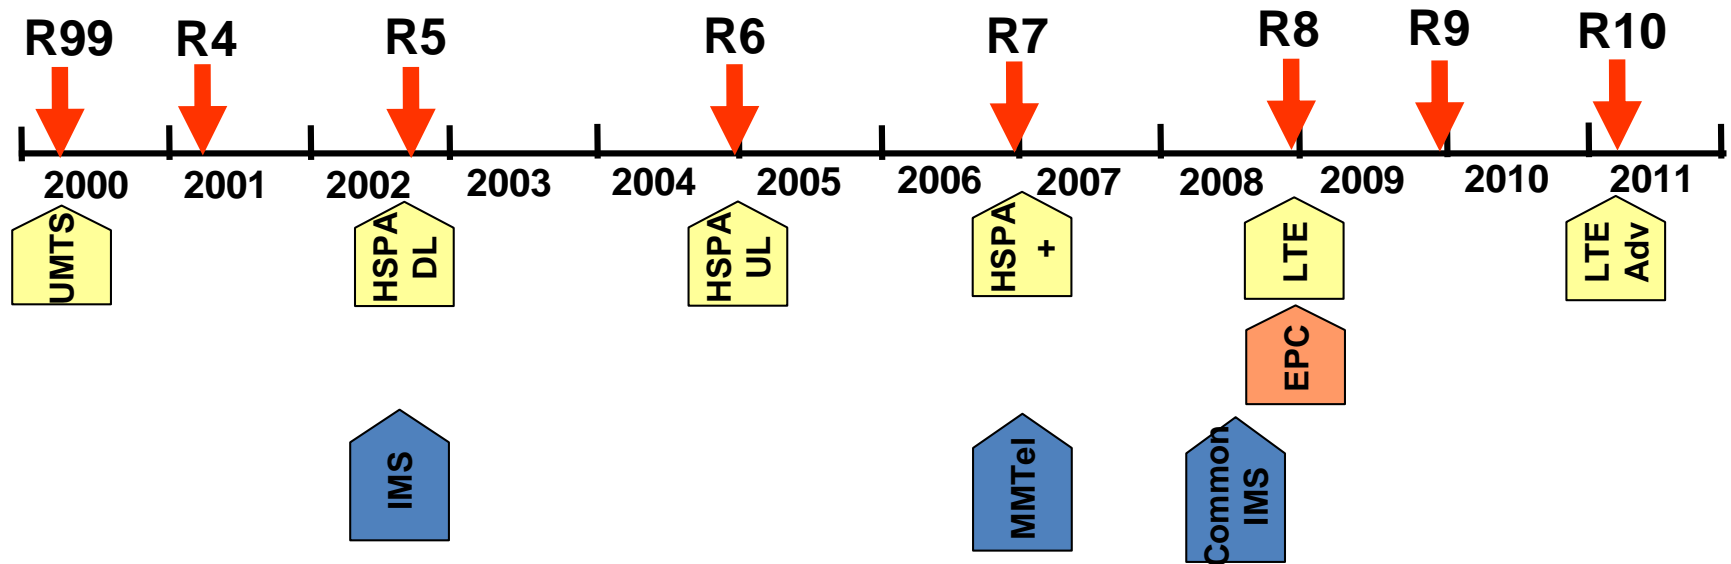 R99 R4 R5 R6 R7 R8 R9 R10
2000 2001 2002 2003 2004 2005 2006 2007 2008 2009 2010 2011
UMTS
HSPA
DL
HSPA
UL
HSPA
+
LTE
LTE
Adv
EPC
IMS
MMTel
Common
IMS